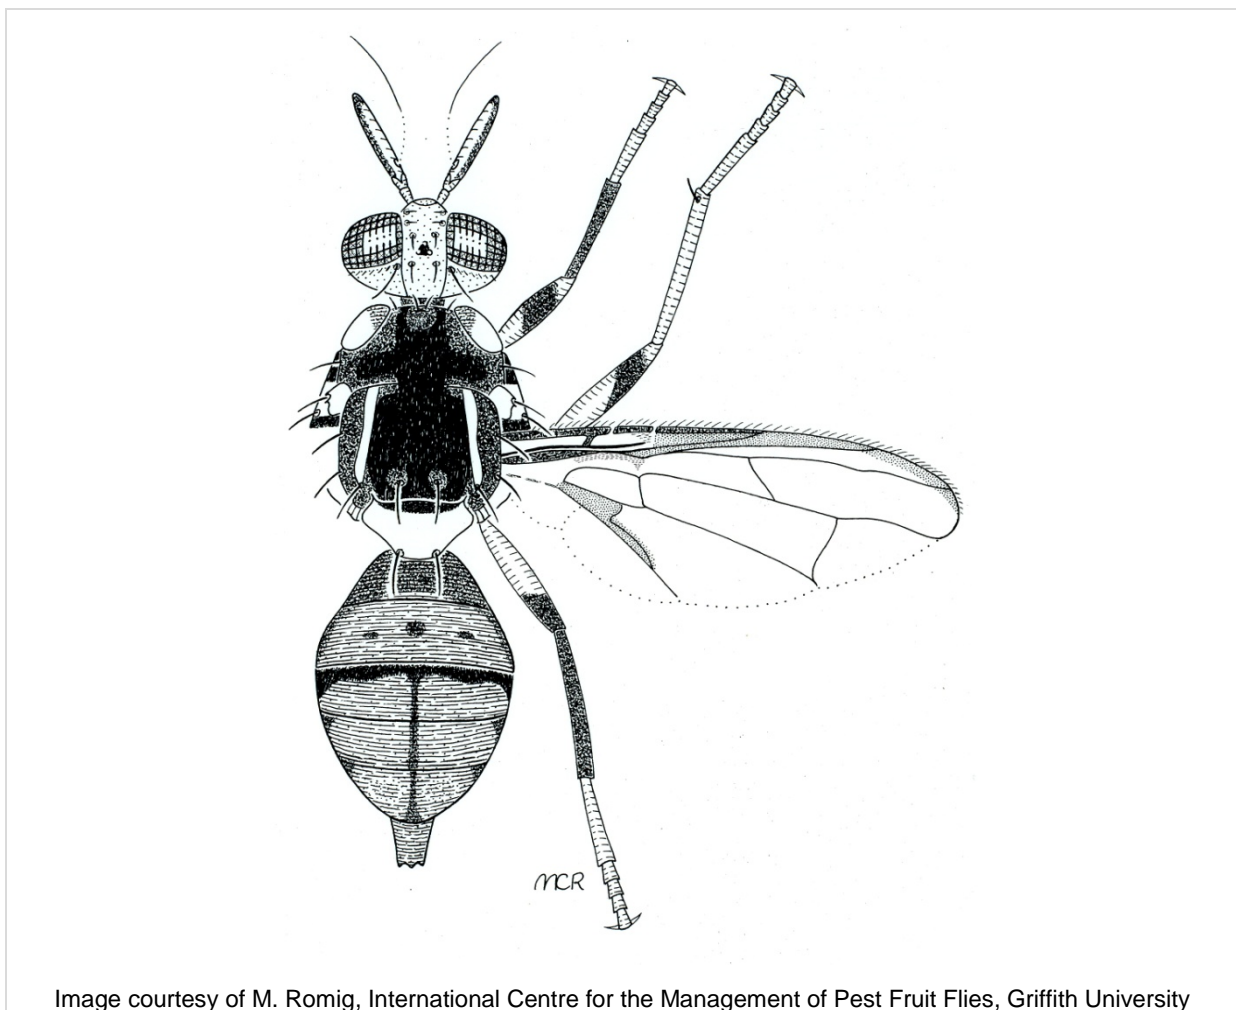 MCR
Image courtesy of M. Romig, International Centre for the Management of Pest Fruit Flies, Griffith University